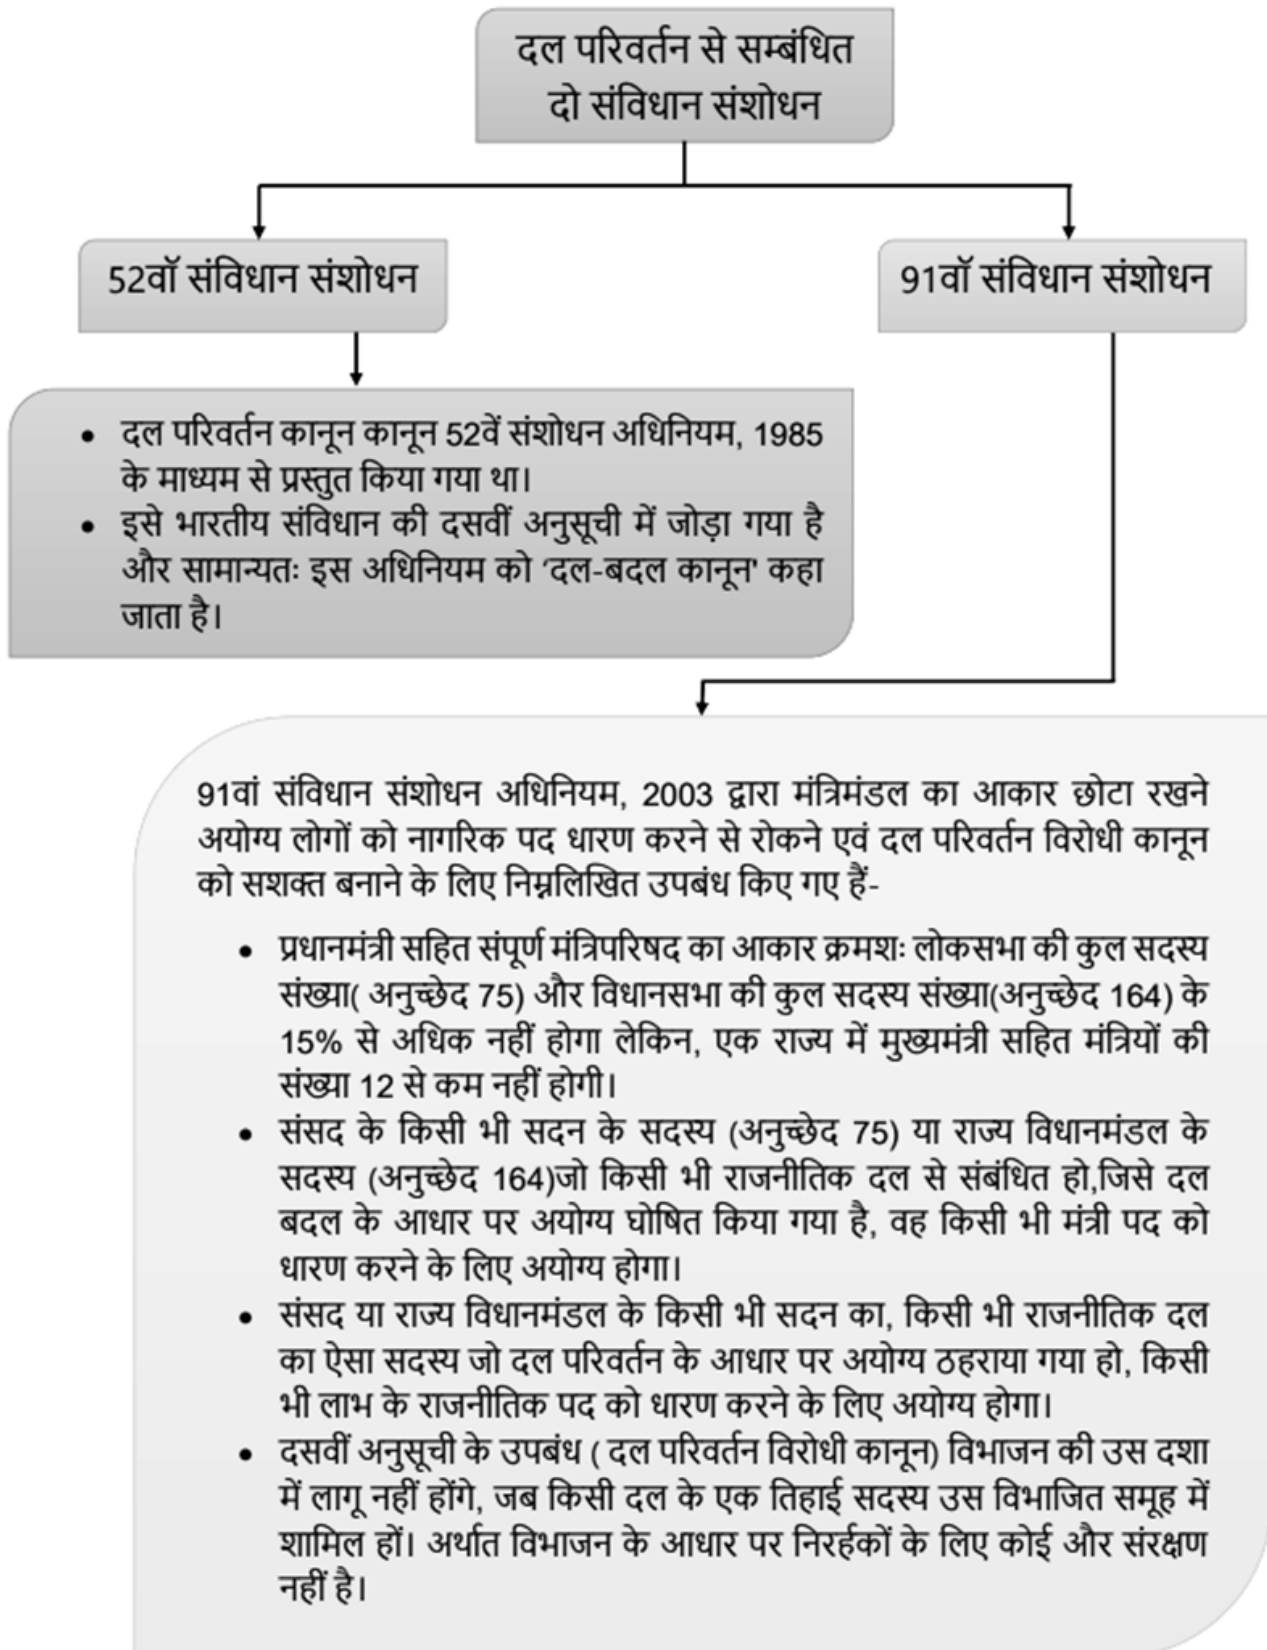 दल परिवर्तन से सम्बंधित
दो संविधान संशोधन
52वॉ संविधान संशोधन
91वॉ संविधान संशोधन
• दल परिवर्तन कानून कानून 52वें संशोधन अधिनियम, 1985
के माध्यम से प्रस्तुत किया गया था।
• इसे भारतीय संविधान की दसवीं अनुसूची में जोड़ा गया है
और सामान्यतः इस अधिनियम को ‘दल-बदल कानून' कहा
जाता है।
91वां संविधान संशोधन अधिनियम, 2003 द्वारा मंत्रिमंडल का आकार छोटा रखने
अयोग्य लोगों को नागरिक पद धारण करने से रोकने एवं दल परिवर्तन विरोधी कानून
को सशक्त बनाने के लिए निम्नलिखित उपबंध किए गए हैं-
• प्रधानमंत्री सहित संपूर्ण मंत्रिपरिषद का आकार क्रमशः लोकसभा की कुल सदस्य
संख्या( अनुच्छेद 75) और विधानसभा की कुल सदस्य संख्या(अनुच्छेद 164) के
15% से अधिक नहीं होगा लेकिन, एक राज्य में मुख्यमंत्री सहित मंत्रियों की
संख्या 12 से कम नहीं होगी।
• संसद के किसी भी सदन के सदस्य (अनुच्छेद 75) या राज्य विधानमंडल के
सदस्य (अनुच्छेद 164)जो किसी भी राजनीतिक दल से संबंधित हो,जिसे दल
बदल के आधार पर अयोग्य घोषित किया गया है, वह किसी भी मंत्री पद को
धारण करने के लिए अयोग्य होगा।
• संसद या राज्य विधानमंडल के किसी भी सदन का, किसी भी राजनीतिक दल
का ऐसा सदस्य जो दल परिवर्तन के आधार पर अयोग्य ठहराया गया हो, किसी
भी लाभ के राजनीतिक पद को धारण करने के लिए अयोग्य होगा।
• दसवीं अनुसूची के उपबंध ( दल परिवर्तन विरोधी कानून) विभाजन की उस दशा
में लागू नहीं होंगे, जब किसी दल के एक तिहाई सदस्य उस विभाजित समूह में
शामिल हों। अर्थात विभाजन के आधार पर निरर्हकों के लिए कोई और संरक्षण
नहीं है।